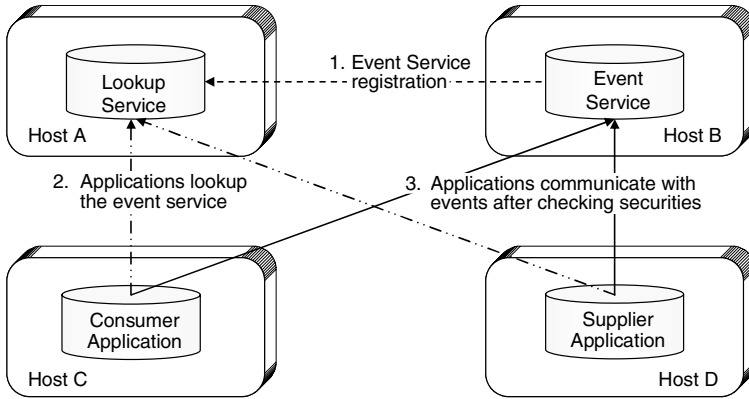 1. Event Service
registration
Lookup
Service
Host A
Event
Service
Host B
2. Applications lookup
the event service
3. Applications communicate with
events after checking securities
Consumer
Application
Host C
Supplier
Application
Host D